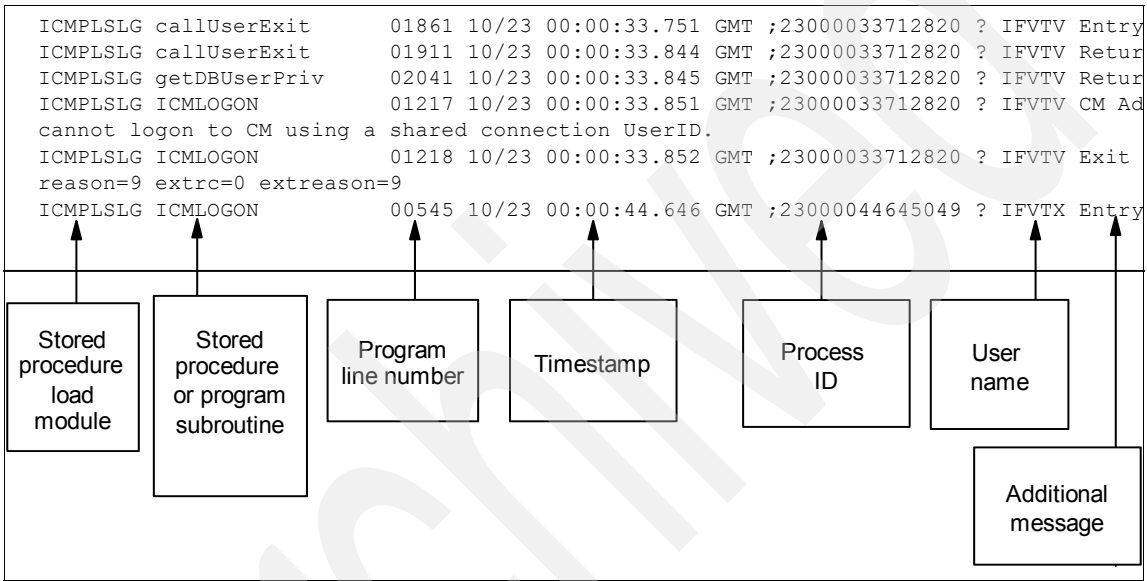 ICMPLSLG callUserExit 01861 10/23 00:00:33.751 GMT ;23000033712820 ? IFVTV Entry
ICMPLSLG callUserExit 01911 10/23 00:00:33.844 GMT ;23000033712820 ? IFVTV Retur
ICMPLSLG getDBUserPriv 02041 10/23 00:00:33.845 GMT ;23000033712820 ? IFVTV Retur
ICMPLSLG ICMLOGON 01217 10/23 00:00:33.851 GMT ;23000033712820 ? IFVTV CM Ad
cannot logon to CM using a shared connection UserID.
ICMPLSLG ICMLOGON 01218 10/23 00:00:33.852 GMT ;23000033712820 ? IFVTV Exit
reason=9 extrc=0 extreason=9
ICMPLSLG ICMLOGON 00545 10/23 00:00:44.646 GMT ;23000044645049 ? IFVTX Entry
Stored
procedure
load
module
Stored
procedure
or program
subroutine
Program
line number
Timestamp
Process
ID
User
name
Additional
message